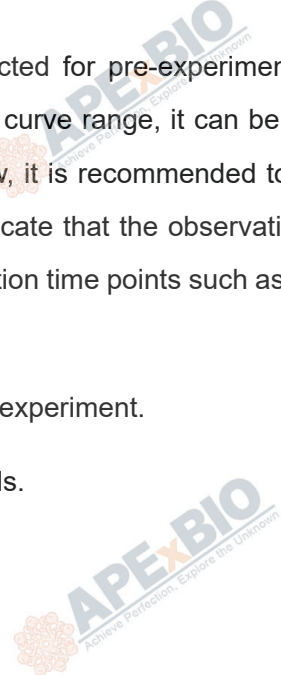 cted for pre-experimen
curve range, it can be
, it is recommended to
cate that the observati
tion time points such as
experiment.
ls.
APExBIO
Achieve Perfection, Explore the Unknown
APExBIO
Achieve Perfection, Explore the Unknown